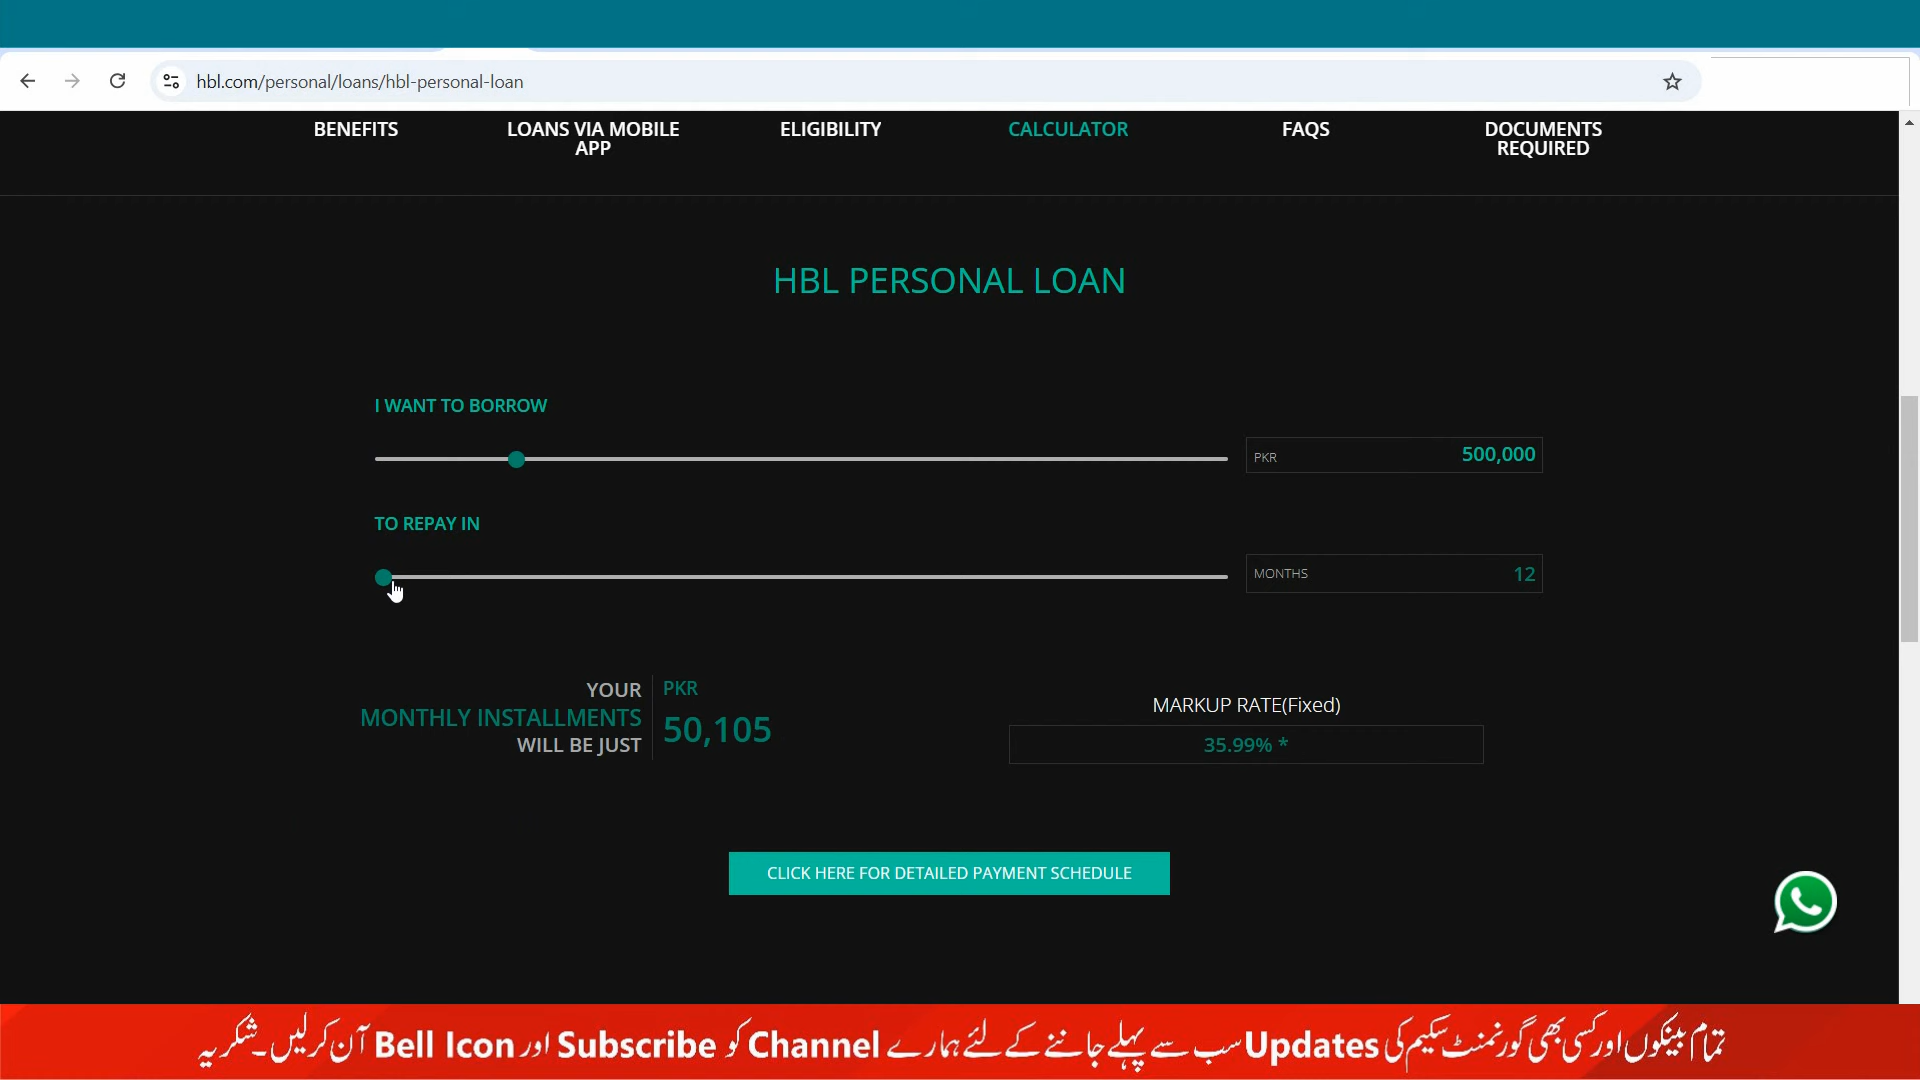 hbl.com/personal/loans/hbl-personal-loan
BENEFITS
LOANS VIA MOBILE
APP
ELIGIBILITY
CALCULATOR
FAQS
DOCUMENTS
REQUIRED
HBL PERSONAL LOAN
I WANT TO BORROW
PKR 500,000
TO REPAY IN
MONTHS 12
YOUR
MONTHLY INSTALLMENTS
WILL BE JUST
PKR
50,105
MARKUP RATE(Fixed)
35.99% *
CLICK HERE FOR DETAILED PAYMENT SCHEDULE
تمام بینکوں اور کسی بھی گورنمنٹ سکیم کی Updates سب سے پہلے جاننے کے لئے ہمارے Channel کو Subscribe اور Bell Icon آن کر لیں۔ شکریہ